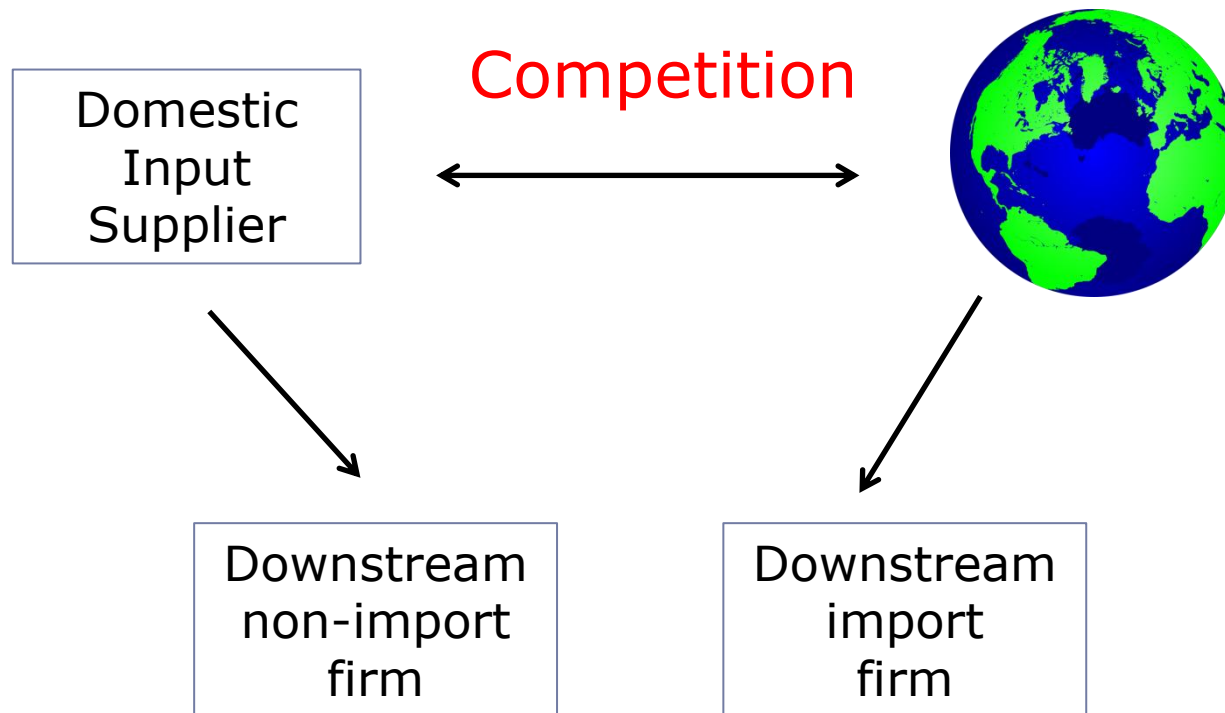 Competition
Domestic
Input
Supplier
Downstream
non-import
firm
Downstream
import
firm